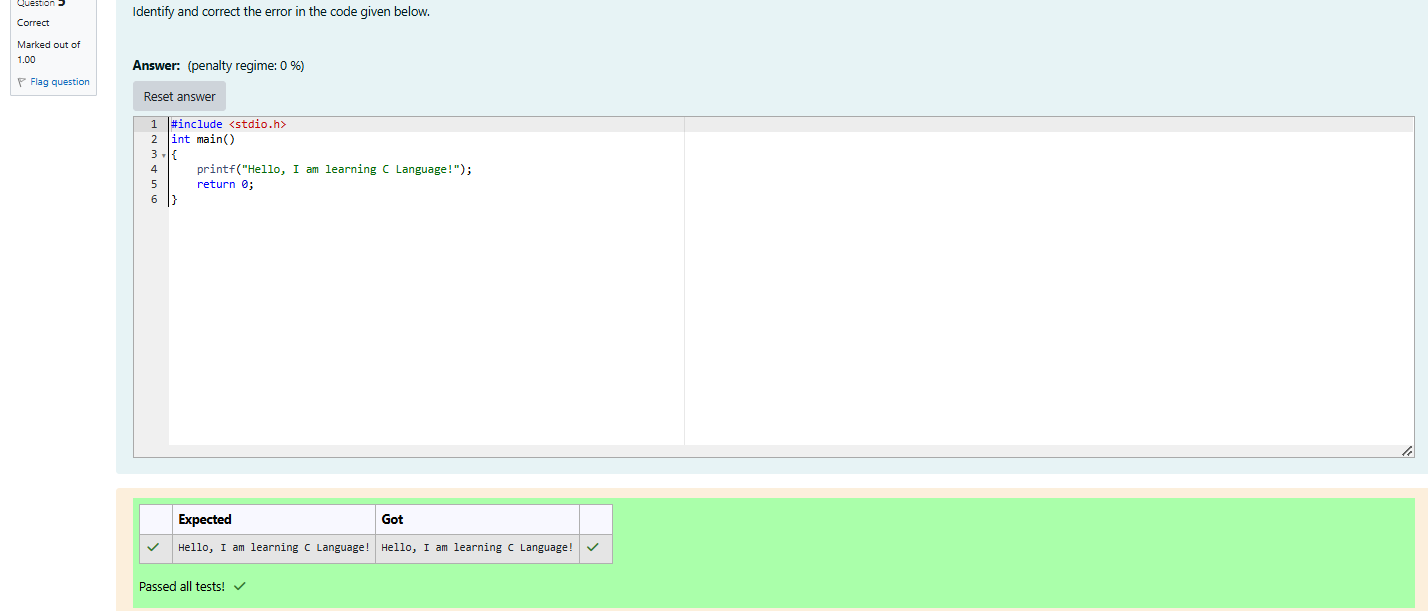 Question 5
Correct
Marked out of
1.00
Flag question
Identify and correct the error in the code given below.
Answer: (penalty regime: 0 %)
Reset answer
1 #include <stdio.h>
2 int main()
3 {
4     printf("Hello, I am learning C Language!");
5     return 0;
6 }
Expected Got
Hello, I am learning C Language! Hello, I am learning C Language!
Passed all tests!